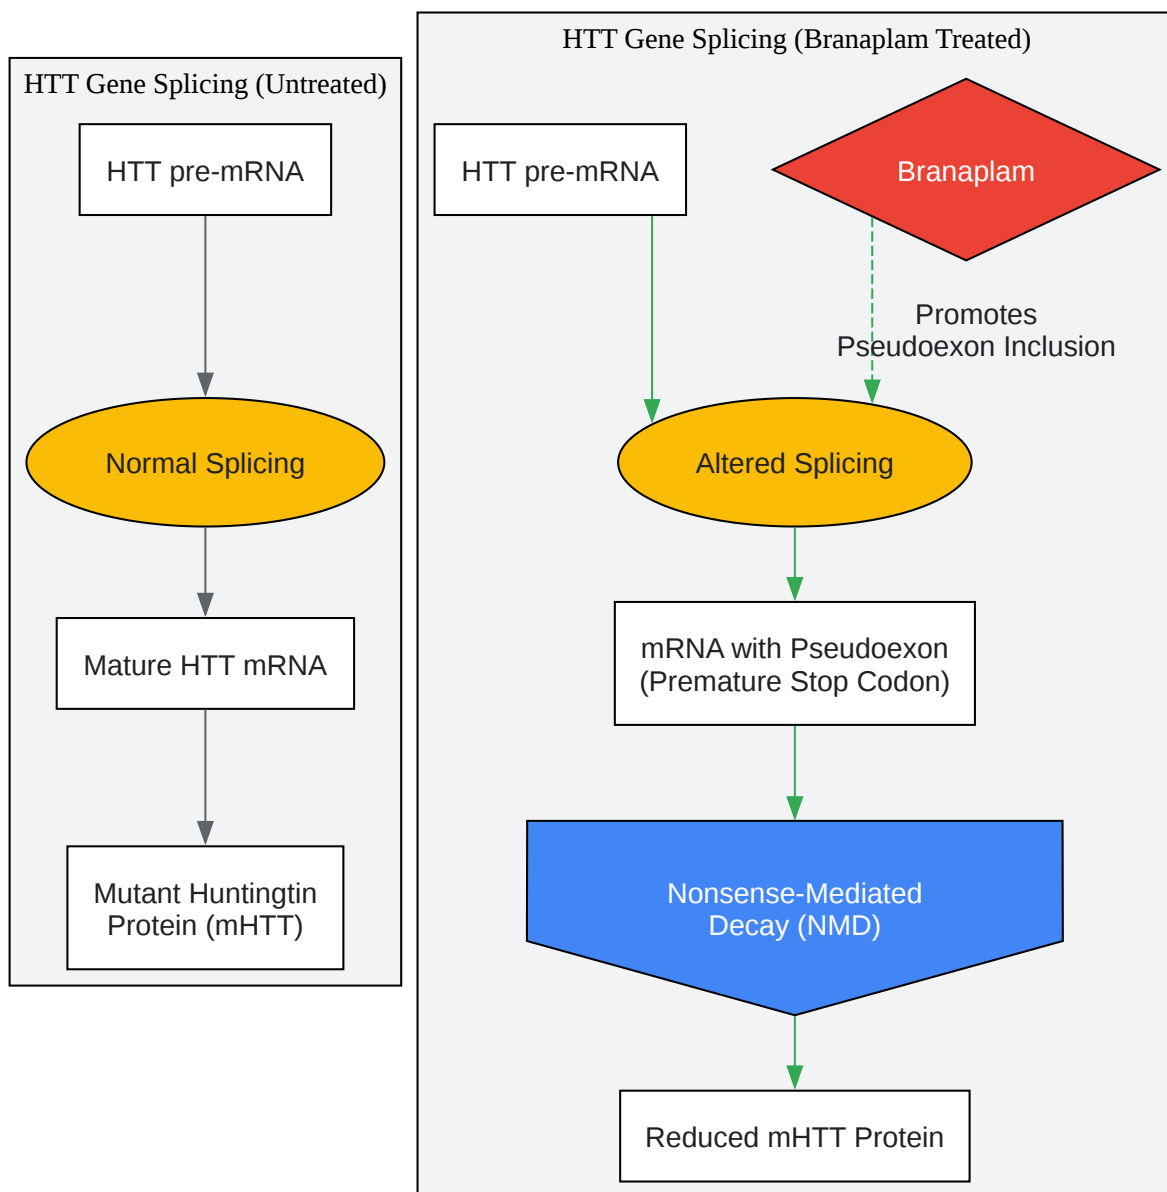 HTT Gene Splicing (Untreated)
HTT pre-mRNA
Normal Splicing
Mature HTT mRNA
Mutant Huntingtin
Protein (mHTT)
HTT Gene Splicing (Branaplam Treated)
HTT pre-mRNA
Branaplam
Promotes
Pseudoexon Inclusion
Altered Splicing
mRNA with Pseudoexon
(Premature Stop Codon)
Nonsense-Mediated
Decay (NMD)
Reduced mHTT Protein